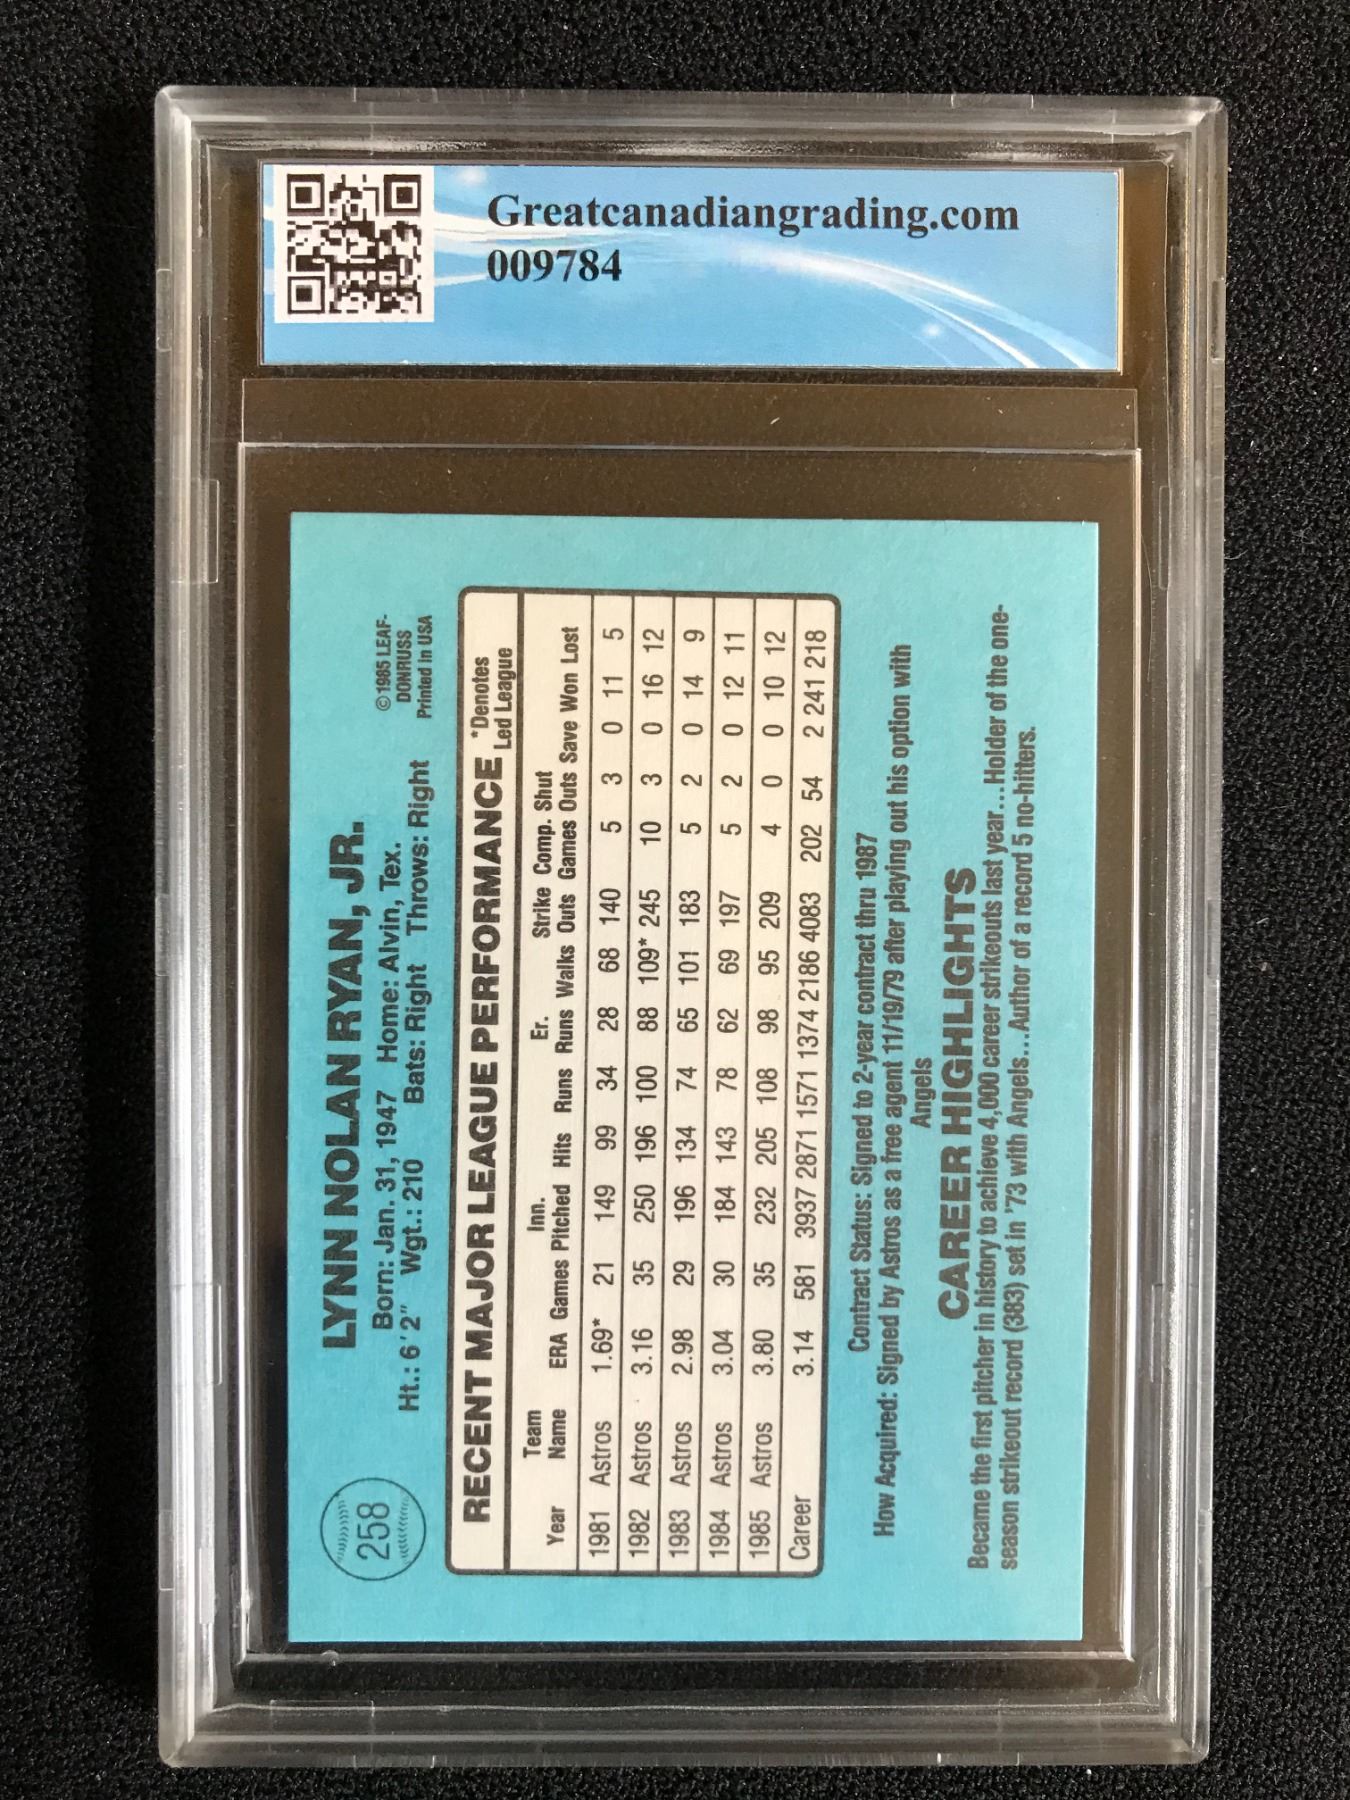 Greatcanadiangrading.com
009784
258
LYNN NOLAN RYAN, JR.
Born: Jan. 31, 1947 Home: Alvin, Tex.
Ht.: 6'2" Wgt.: 210 Bats: Right Throws: Right
©1985 LEAF-
DONRUSS
Printed in USA
RECENT MAJOR LEAGUE PERFORMANCE *Denotes
Led League
Team Inn. Er. Strike Comp. Shut
Year Name ERA Games Pitched Hits Runs Runs Walks Outs Games Outs Save Won Lost
1981 Astros 1.69* 21 149 99 34 28 68 140 5 3 0 11 5
1982 Astros 3.16 35 250 196 100 88 109* 245 10 3 0 16 12
1983 Astros 2.98 29 196 134 74 65 101 183 5 2 0 14 9
1984 Astros 3.04 30 184 143 78 62 69 197 5 2 0 12 11
1985 Astros 3.80 35 232 205 108 98 95 209 4 0 0 10 12
Career 3.14 581 3937 2871 1571 1374 2186 4083 202 54 2 241 218
Contract Status: Signed to 2-year contract thru 1987
How Acquired: Signed by Astros as a free agent 11/19/79 after playing out his option with
Angels
CAREER HIGHLIGHTS
Became the first pitcher in history to achieve 4,000 career strikeouts last year...Holder of the one-
season strikeout record (383) set in '73 with Angels...Author of a record 5 no-hitters.